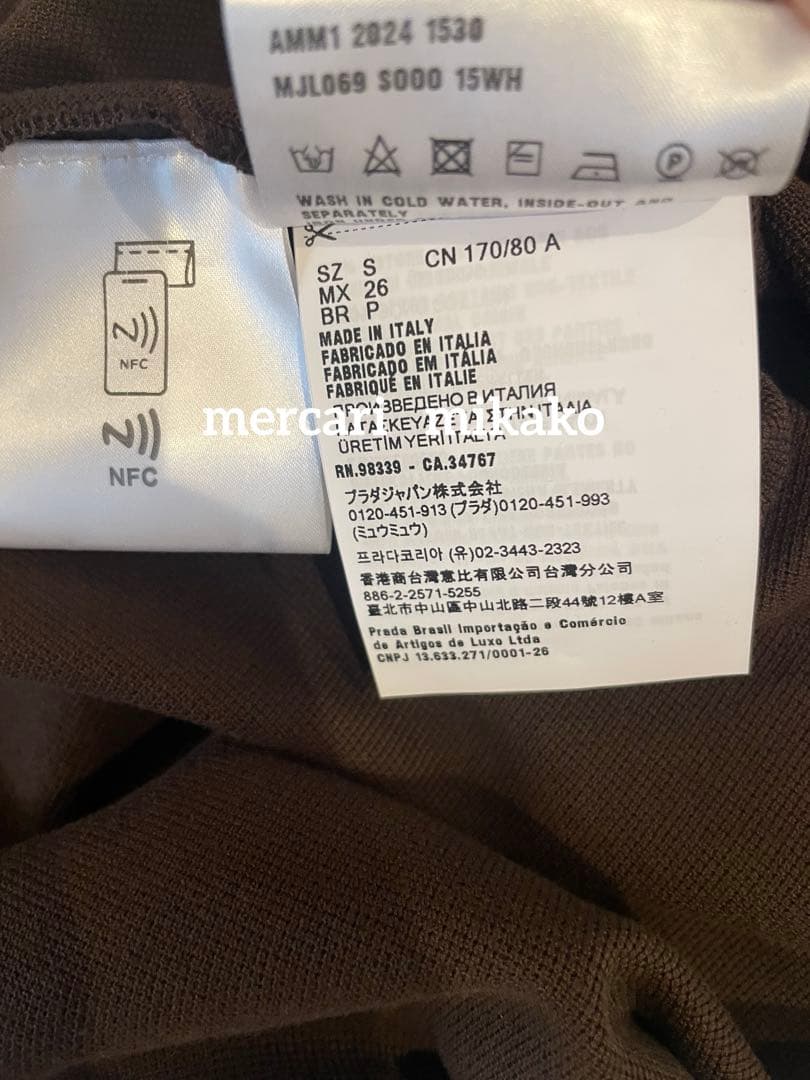 AMM1 2024 1530
MJL069 S000 15WH
P
WASH IN COLD WATER, INSIDE-OUT AND
SEPARATELY
SZ S CN 170/80 A
MX 26
BR P
MADE IN ITALY
FABRICADO EN ITALIA
FABRICADO EM ITÁLIA
FABRIQUÉ EN ITALIE
ПРОИЗВЕДЕНО В ИТАЛИЯ
ÜRETİM YERİ İTALYA
RN.98339 - CA.34767
プラダジャパン株式会社
0120-451-913 (プラダ)0120-451-993
(ミュウミュウ)
프라다코리아 (유)02-3443-2323
香港商台灣意比有限公司台灣分公司
886-2-2571-5255
臺北市中山區中山北路二段44號12樓A室
Prada Brasil Importação e Comércio
de Artigos de Luxo Ltda
CNPJ 13.633.271/0001-26
NFC
NFC
mercari mikako